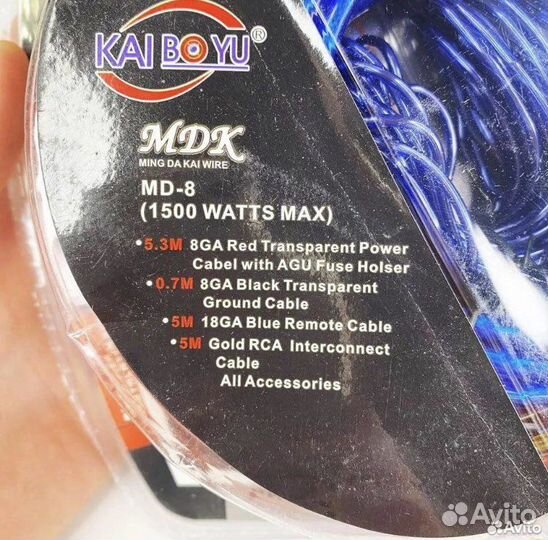 KAI BO YU®
MDK
MING DA KAI WIRE
MD-8
(1500 WATTS MAX)
•5.3M 8GA Red Transparent Power
Cabel with AGU Fuse Holser
•0.7M 8GA Black Transparent
Ground Cable
•5M 18GA Blue Remote Cable
•5M Gold RCA Interconnect
Cable
All Accessories
Avito
Avito